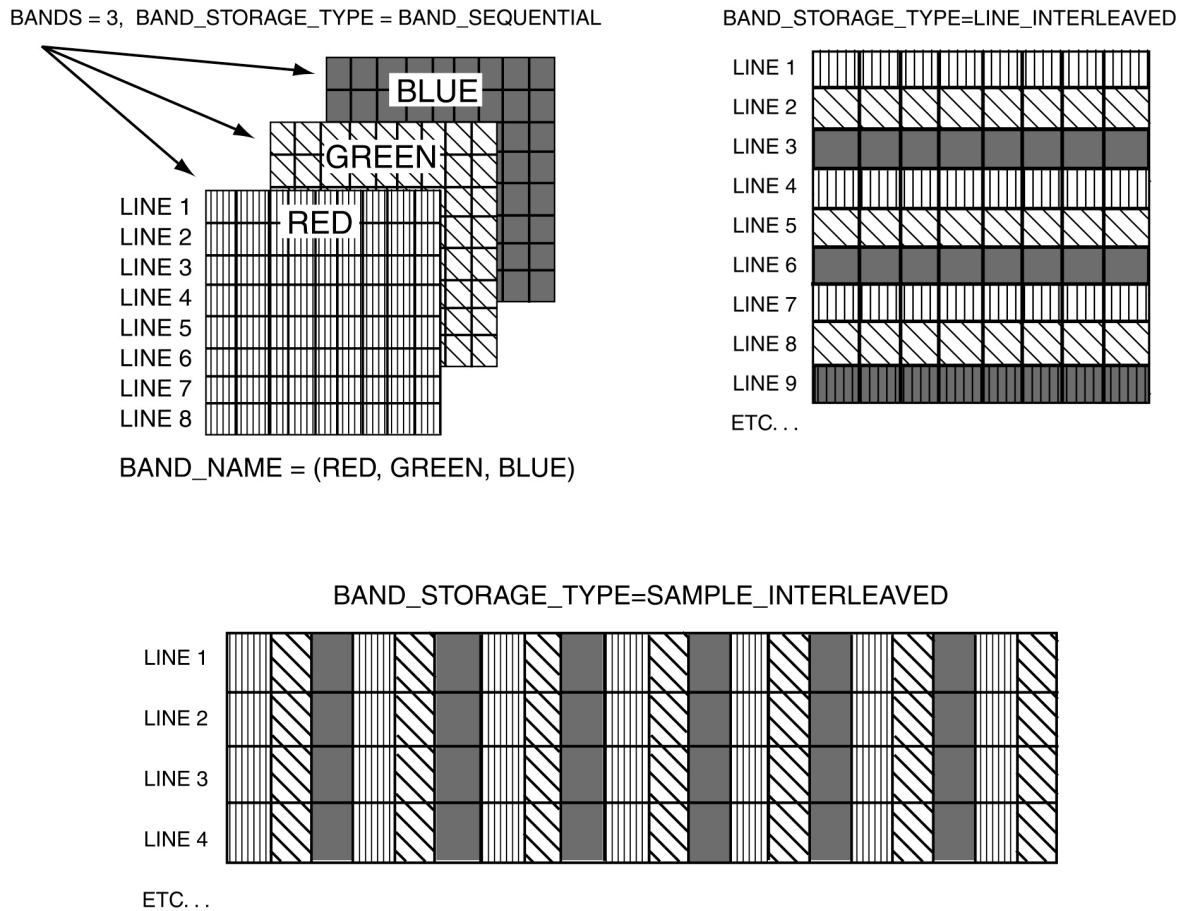 BANDS = 3, BAND_STORAGE_TYPE = BAND_SEQUENTIAL
BLUE
GREEN
RED
LINE 1
LINE 2
LINE 3
LINE 4
LINE 5
LINE 6
LINE 7
LINE 8
BAND_NAME = (RED, GREEN, BLUE)
BAND_STORAGE_TYPE=LINE_INTERLEAVED
LINE 1
LINE 2
LINE 3
LINE 4
LINE 5
LINE 6
LINE 7
LINE 8
LINE 9
ETC. . .
BAND_STORAGE_TYPE=SAMPLE_INTERLEAVED
LINE 1
LINE 2
LINE 3
LINE 4
ETC. . .